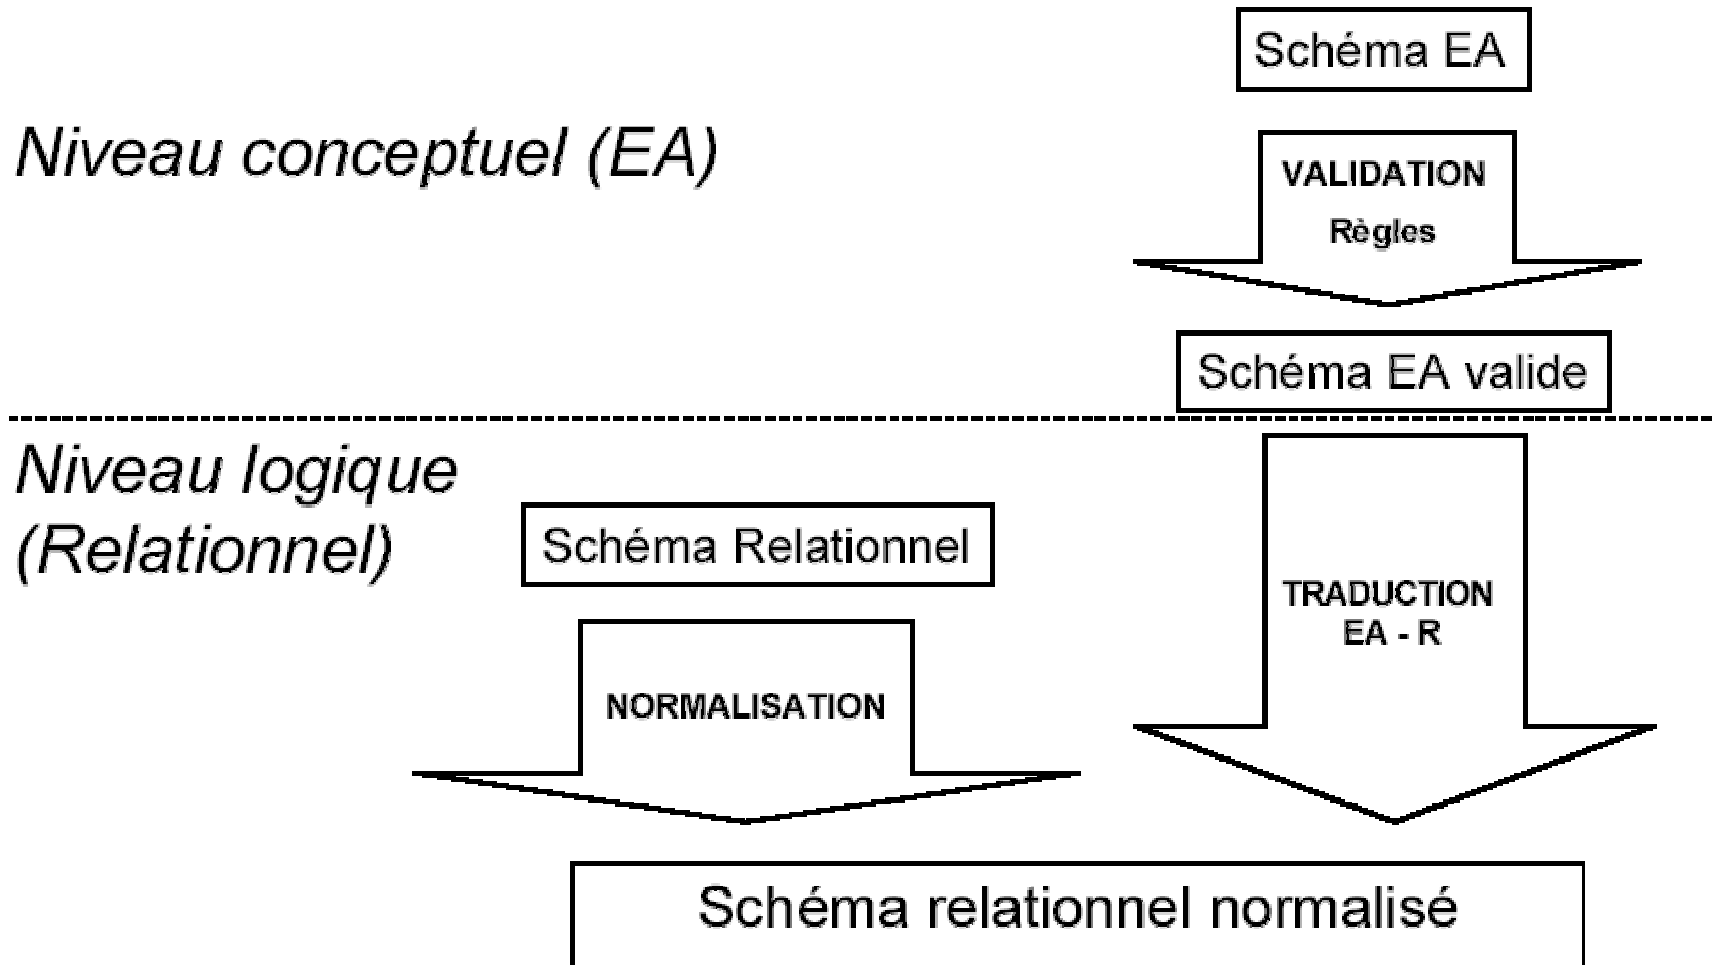 Schéma EA
Niveau conceptuel (EA)
VALIDATION
Règles
Schéma EA valide
Niveau logique
(Relationnel)
Schéma Relationnel
TRADUCTION
EA - R
NORMALISATION
Schéma relationnel normalisé